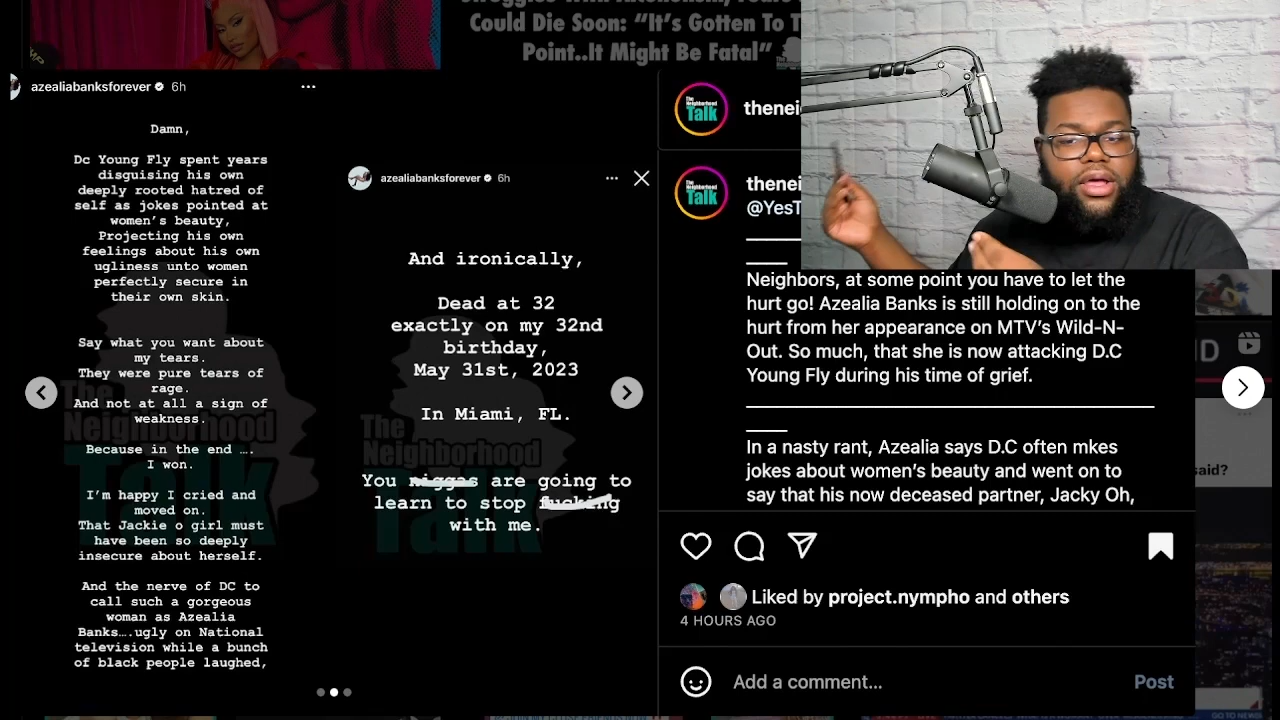 Could Die Soon: “It’s Gotten To T
Point..It Might Be Fatal”
azealiabanksforever 6h
Damn,
Dc Young Fly spent years
disguising his own
deeply rooted hatred of
self as jokes pointed at
women’s beauty,
Projecting his own
feelings about his own
ugliness unto women
perfectly secure in
their own skin.
Say what you want about
my tears.
They were pure tears of
rage.
And not at all a sign of
weakness.
Because in the end ….
I won.
I’m happy I cried and
moved on.
That Jackie o girl must
have been so deeply
insecure about herself.
And the nerve of DC to
call such a gorgeous
woman as Azealia
Banks….ugly on National
television while a bunch
of black people laughed,
The
Neighborhood
Talk
azealiabanksforever 6h
And ironically,
Dead at 32
exactly on my 32nd
birthday,
May 31st, 2023
In Miami, FL.
You niggas are going to
learn to stop fucking
with me.
The
Neighborhood
Talk
The
Neighborhood
Talk
thenei
The
Neighborhood
Talk
thenei
@YesT
Neighbors, at some point you have to let the
hurt go! Azealia Banks is still holding on to the
hurt from her appearance on MTV’s Wild-N-
Out. So much, that she is now attacking D.C
Young Fly during his time of grief.
In a nasty rant, Azealia says D.C often mkes
jokes about women’s beauty and went on to
say that his now deceased partner, Jacky Oh,
Liked by project.nympho and others
4 HOURS AGO
Add a comment...
Post
said?
GO TO NEWS